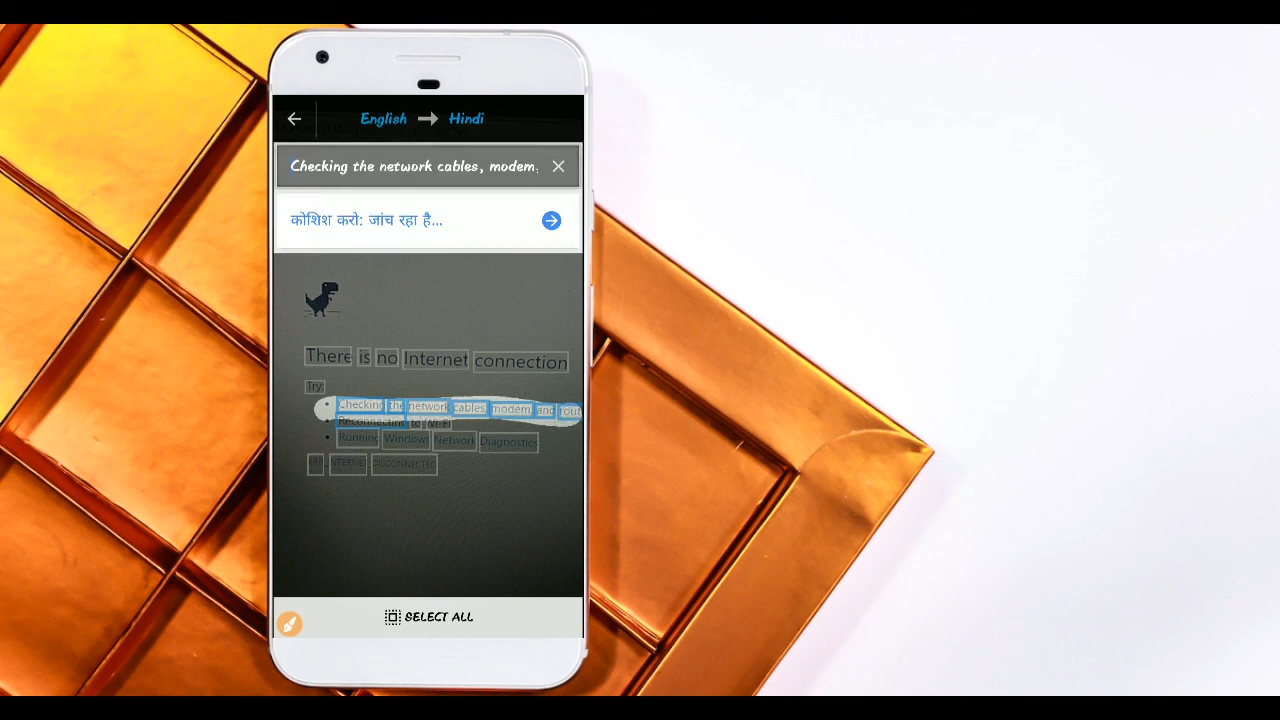 English → Hindi
Checking the network cables, modem,
कोशिश करो: जांच रहा है...
There is no Internet connection
Try:
• Checking the network cables, modem, and rout
• Reconnecting to Wi-Fi
• Running Windows Network Diagnostics
ERR_INTERNET_DISCONNECTED
SELECT ALL